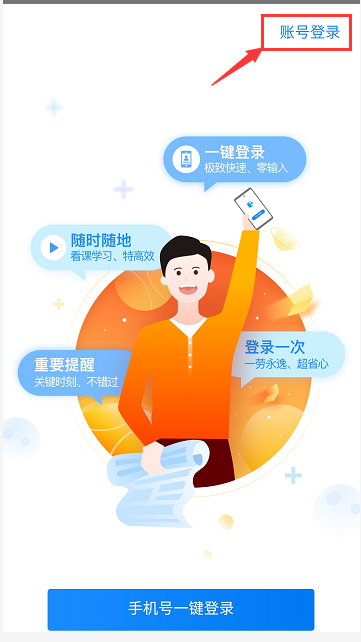 账号登录
一键登录
极致快速、零输入
随时随地
看课学习、特高效
登录一次
一劳永逸、超省心
重要提醒
关键时刻、不错过
手机号一键登录